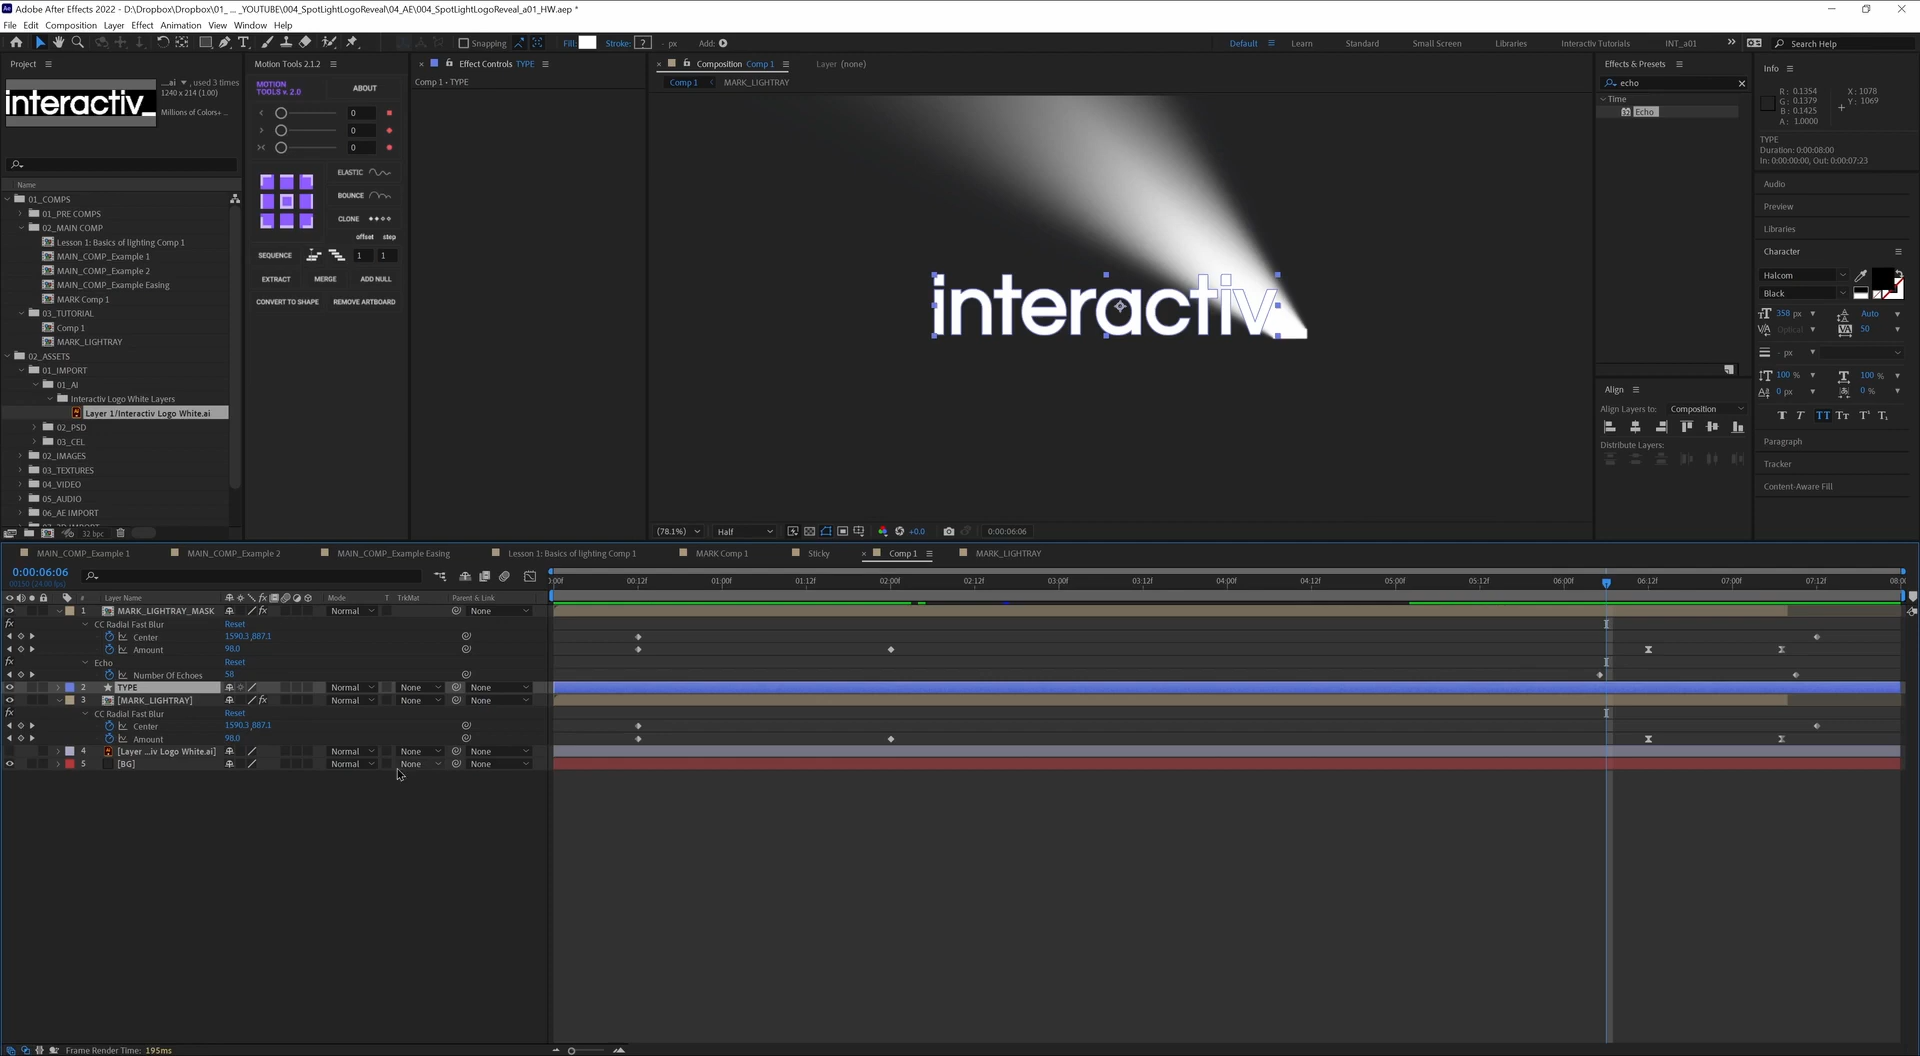 Adobe After Effects 2022 - D:\Dropbox\Dropbox\01_ ... _YOUTUBE\004_SpotLightLogoReveal\04_AE\004_SpotLightLogoReveal_a01_HW.aep *
File Edit Composition Layer Effect Animation View Window Help
Snapping Fill: Stroke: ? - px Add: Default Learn Standard Small Screen Libraries Interactiv Tutorials INT_a01 Search Help
Project
interactiv_
...ai , used 3 times
1240 x 214 (1.00)
Millions of Colors+ ...
Name
01_COMPS
01_PRE COMPS
02_MAIN COMP
Lesson 1: Basics of lighting Comp 1
MAIN_COMP_Example 1
MAIN_COMP_Example 2
MAIN_COMP_Example Easing
MARK Comp 1
03_TUTORIAL
Comp 1
MARK_LIGHTRAY
02_ASSETS
01_IMPORT
01_AI
Interactiv Logo White Layers
Layer 1/Interactiv Logo White.ai
02_PSD
03_CEL
02_IMAGES
03_TEXTURES
04_VIDEO
05_AUDIO
06_AE IMPORT
32 bpc
Motion Tools 2.1.2
MOTION TOOLS v. 2.0 ABOUT
0
0
0
ELASTIC
BOUNCE
CLONE
offset step
SEQUENCE 1 1
EXTRACT MERGE ADD NULL
CONVERT TO SHAPE REMOVE ARTBOARD
Effect Controls TYPE
Comp 1 • TYPE
Composition Comp 1 Layer (none)
Comp 1 MARK_LIGHTRAY
interactiv
(78.1%) Half +0.0 0:00:06:06
Effects & Presets
echo
Time
Echo
Align
Align Layers to: Composition
Distribute Layers:
Info
R: 0.1354 X: 1078
G: 0.1379 Y: 1069
B: 0.1425
A: 1.0000
TYPE
Duration: 0:00:08:00
In: 0:00:00:00, Out: 0:00:07:23
Audio
Preview
Libraries
Character
Halcom
Black
358 px Auto
Optical 50
- px
100 % 100 %
0 px 0 %
T T TT Tт
Paragraph
Tracker
Content-Aware Fill
MAIN_COMP_Example 1 MAIN_COMP_Example 2 MAIN_COMP_Example Easing Lesson 1: Basics of lighting Comp 1 MARK Comp 1 Sticky Comp 1 MARK_LIGHTRAY
0:00:06:06
00150 (24.00 fps)
00:12f 01:00f 01:12f 02:00f 02:12f 03:00f 03:12f 04:00f 04:12f 05:00f 05:12f 06:00f 06:12f 07:00f 07:12f
# Layer Name Mode T TrkMat Parent & Link
1 MARK_LIGHTRAY_MASK Normal None
CC Radial Fast Blur Reset
Center 1590.3,887.1
Amount 98.0
Echo Reset
Number Of Echoes 58
2 TYPE Normal None None
3 [MARK_LIGHTRAY] Normal None None
CC Radial Fast Blur Reset
Center 1590.3,887.1
Amount 98.0
4 [Layer ...iv Logo White.ai] Normal None None
5 [BG] Normal None None
Frame Render Time: 195ms